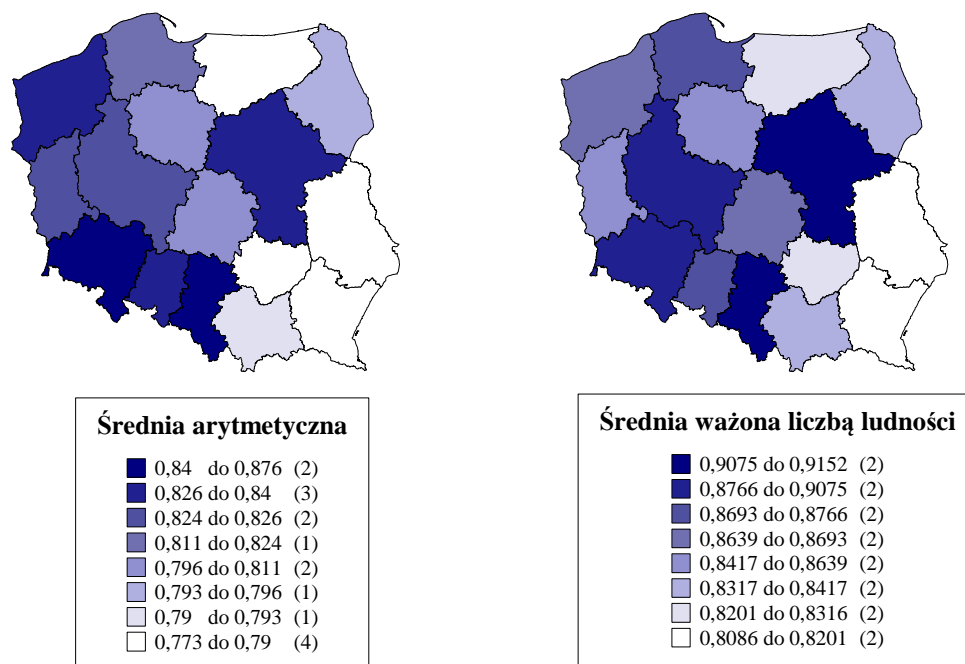 Średnia arytmetyczna
0,84 do 0,876 (2)
0,826 do 0,84 (3)
0,824 do 0,826 (2)
0,811 do 0,824 (1)
0,796 do 0,811 (2)
0,793 do 0,796 (1)
0,79 do 0,793 (1)
0,773 do 0,79 (4)
Średnia ważona liczbą ludności
0,9075 do 0,9152 (2)
0,8766 do 0,9075 (2)
0,8693 do 0,8766 (2)
0,8639 do 0,8693 (2)
0,8417 do 0,8639 (2)
0,8317 do 0,8417 (2)
0,8201 do 0,8316 (2)
0,8086 do 0,8201 (2)